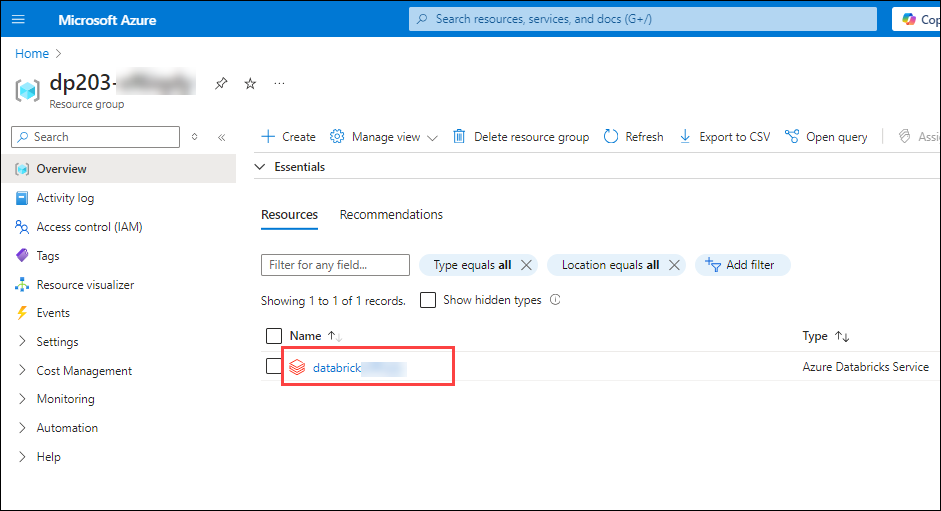 Microsoft Azure
Search resources, services, and docs (G+/)
Cop
Home
dp203-
Resource group
Search
Overview
Activity log
Access control (IAM)
Tags
Resource visualizer
Events
Settings
Cost Management
Monitoring
Automation
Help
Create
Manage view
Delete resource group
Refresh
Export to CSV
Open query
Assi
Essentials
Resources
Recommendations
Filter for any field...
Type equals all
Location equals all
Add filter
Showing 1 to 1 of 1 records.
Show hidden types
Name
Type
databrick
Azure Databricks Service